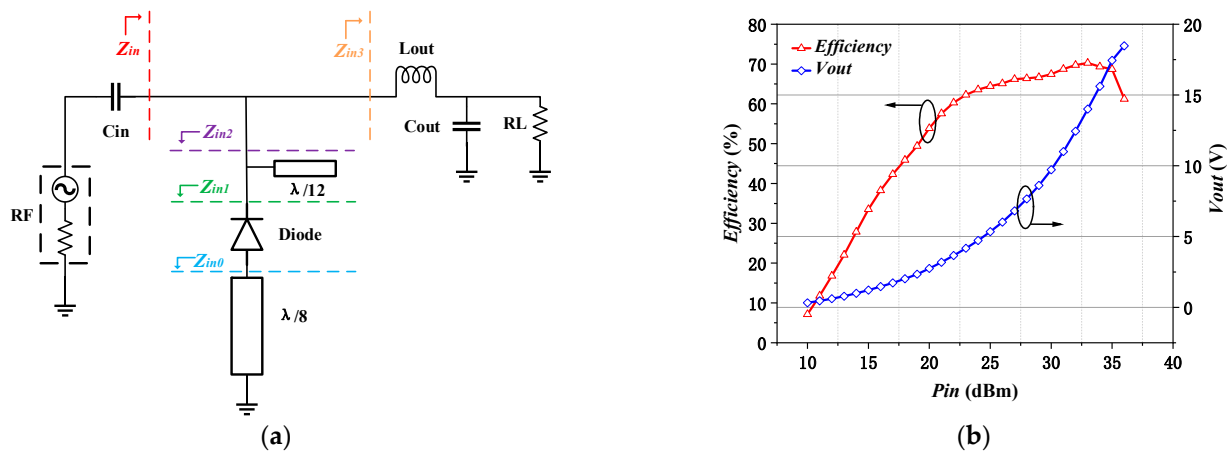 Zin
Zin3
Lout
Cin
Cout
RL
Zin2
λ/12
Zin1
RF
Diode
Zin0
λ/8
(a)
Efficiency
Vout
Efficiency (%)
80
70
60
50
40
30
20
10
0
20
15
10
5
0
Vout (V)
10 15 20 25 30 35 40
Pin (dBm)
(b)